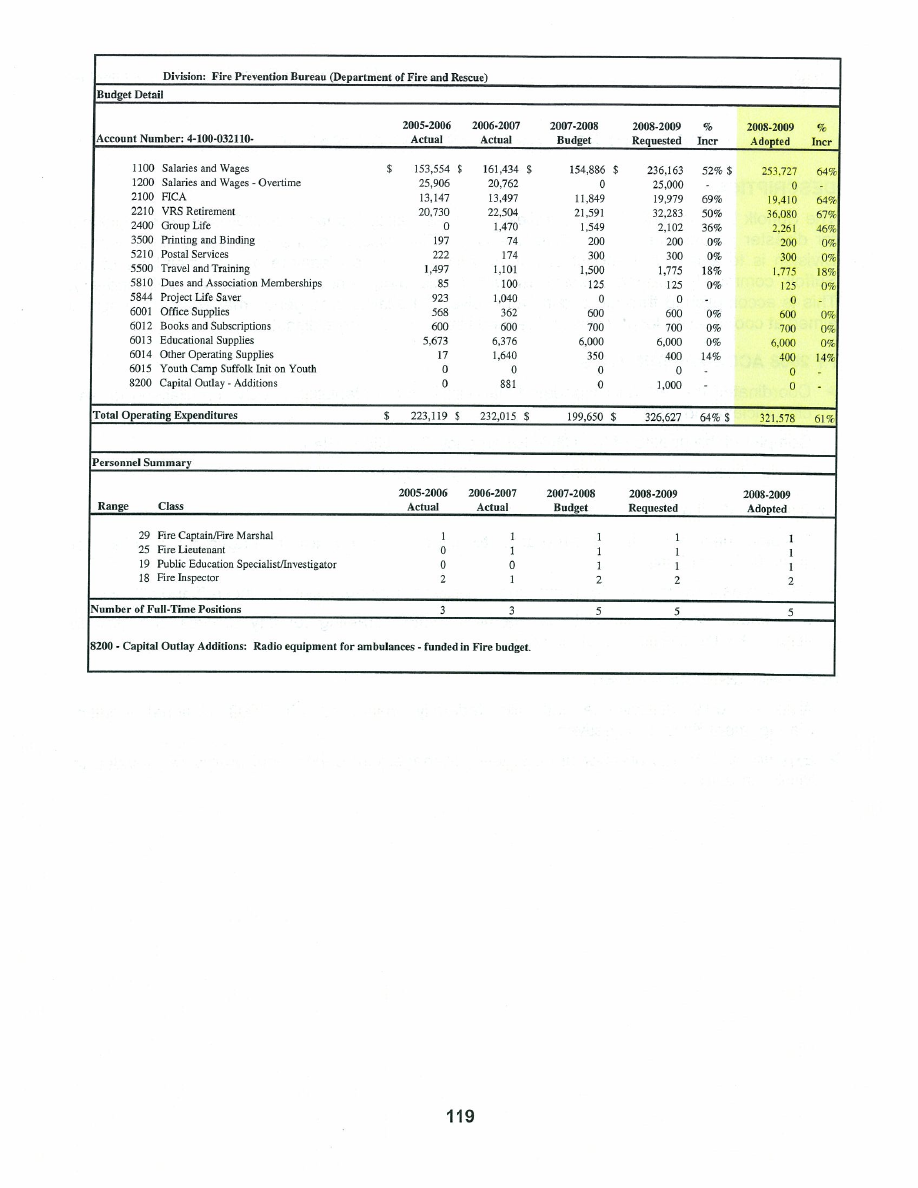 Division: Fire Prevention Bureau (Department of Fire and Rescue)
Budget Detail
2005-2006 2006-2007 2007-2008 2008-2009 % 2008-2009 %
Account Number: 4-100-032110- Actual Actual Budget Requested Incr Adopted Incr
1100 Salaries and Wages $ 153,554 $ 161,434 $ 154,886 $ 236,163 52% $ 253,727 64%
1200 Salaries and Wages - Overtime 25,906 20,762 0 25,000 - 0 -
2100 FICA 13,147 13,497 11,849 19,979 69% 19,410 64%
2210 VRS Retirement 20,730 22,504 21,591 32,283 50% 36,080 67%
2400 Group Life 0 1,470 1,549 2,102 36% 2,261 46%
3500 Printing and Binding 197 74 200 200 0% 200 0%
5210 Postal Services 222 174 300 300 0% 300 0%
5500 Travel and Training 1,497 1,101 1,500 1,775 18% 1,775 18%
5810 Dues and Association Memberships 85 100 125 125 0% 125 0%
5844 Project Life Saver 923 1,040 0 0 - 0 -
6001 Office Supplies 568 362 600 600 0% 600 0%
6012 Books and Subscriptions 600 600 700 700 0% 700 0%
6013 Educational Supplies 5,673 6,376 6,000 6,000 0% 6,000 0%
6014 Other Operating Supplies 17 1,640 350 400 14% 400 14%
6015 Youth Camp Suffolk Init on Youth 0 0 0 0 - 0 -
8200 Capital Outlay - Additions 0 881 0 1,000 - 0 -
Total Operating Expenditures $ 223,119 $ 232,015 $ 199,650 $ 326,627 64% $ 321,578 61%
Personnel Summary
2005-2006 2006-2007 2007-2008 2008-2009 2008-2009
Range Class Actual Actual Budget Requested Adopted
29 Fire Captain/Fire Marshal 1 1 1 1 1
25 Fire Lieutenant 0 1 1 1 1
19 Public Education Specialist/Investigator 0 0 1 1 1
18 Fire Inspector 2 1 2 2 2
Number of Full-Time Positions 3 3 5 5 5
8200 - Capital Outlay Additions: Radio equipment for ambulances - funded in Fire budget.
119